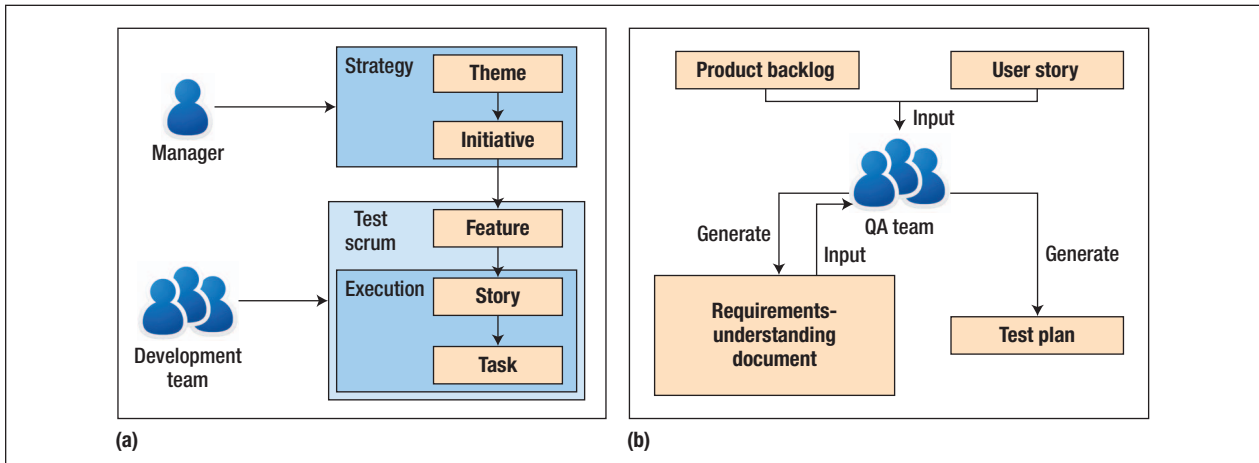 Strategy
Theme
Initiative
Manager
Test
scrum
Feature
Execution
Story
Task
Development
team
(a)
Product backlog
User story
Input
QA team
Generate
Input
Generate
Requirements-
understanding
document
Test plan
(b)